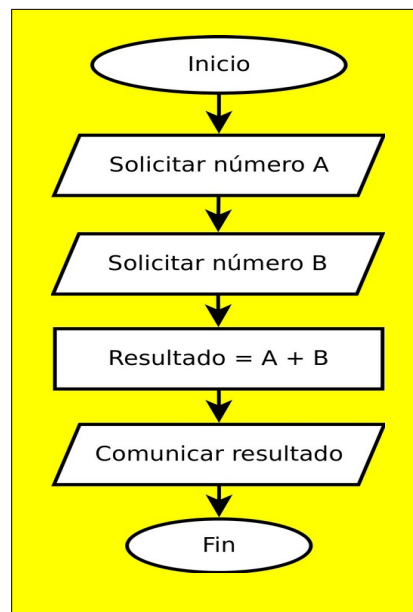 Inicio
Solicitar número A
Solicitar número B
Resultado = A + B
Comunicar resultado
Fin